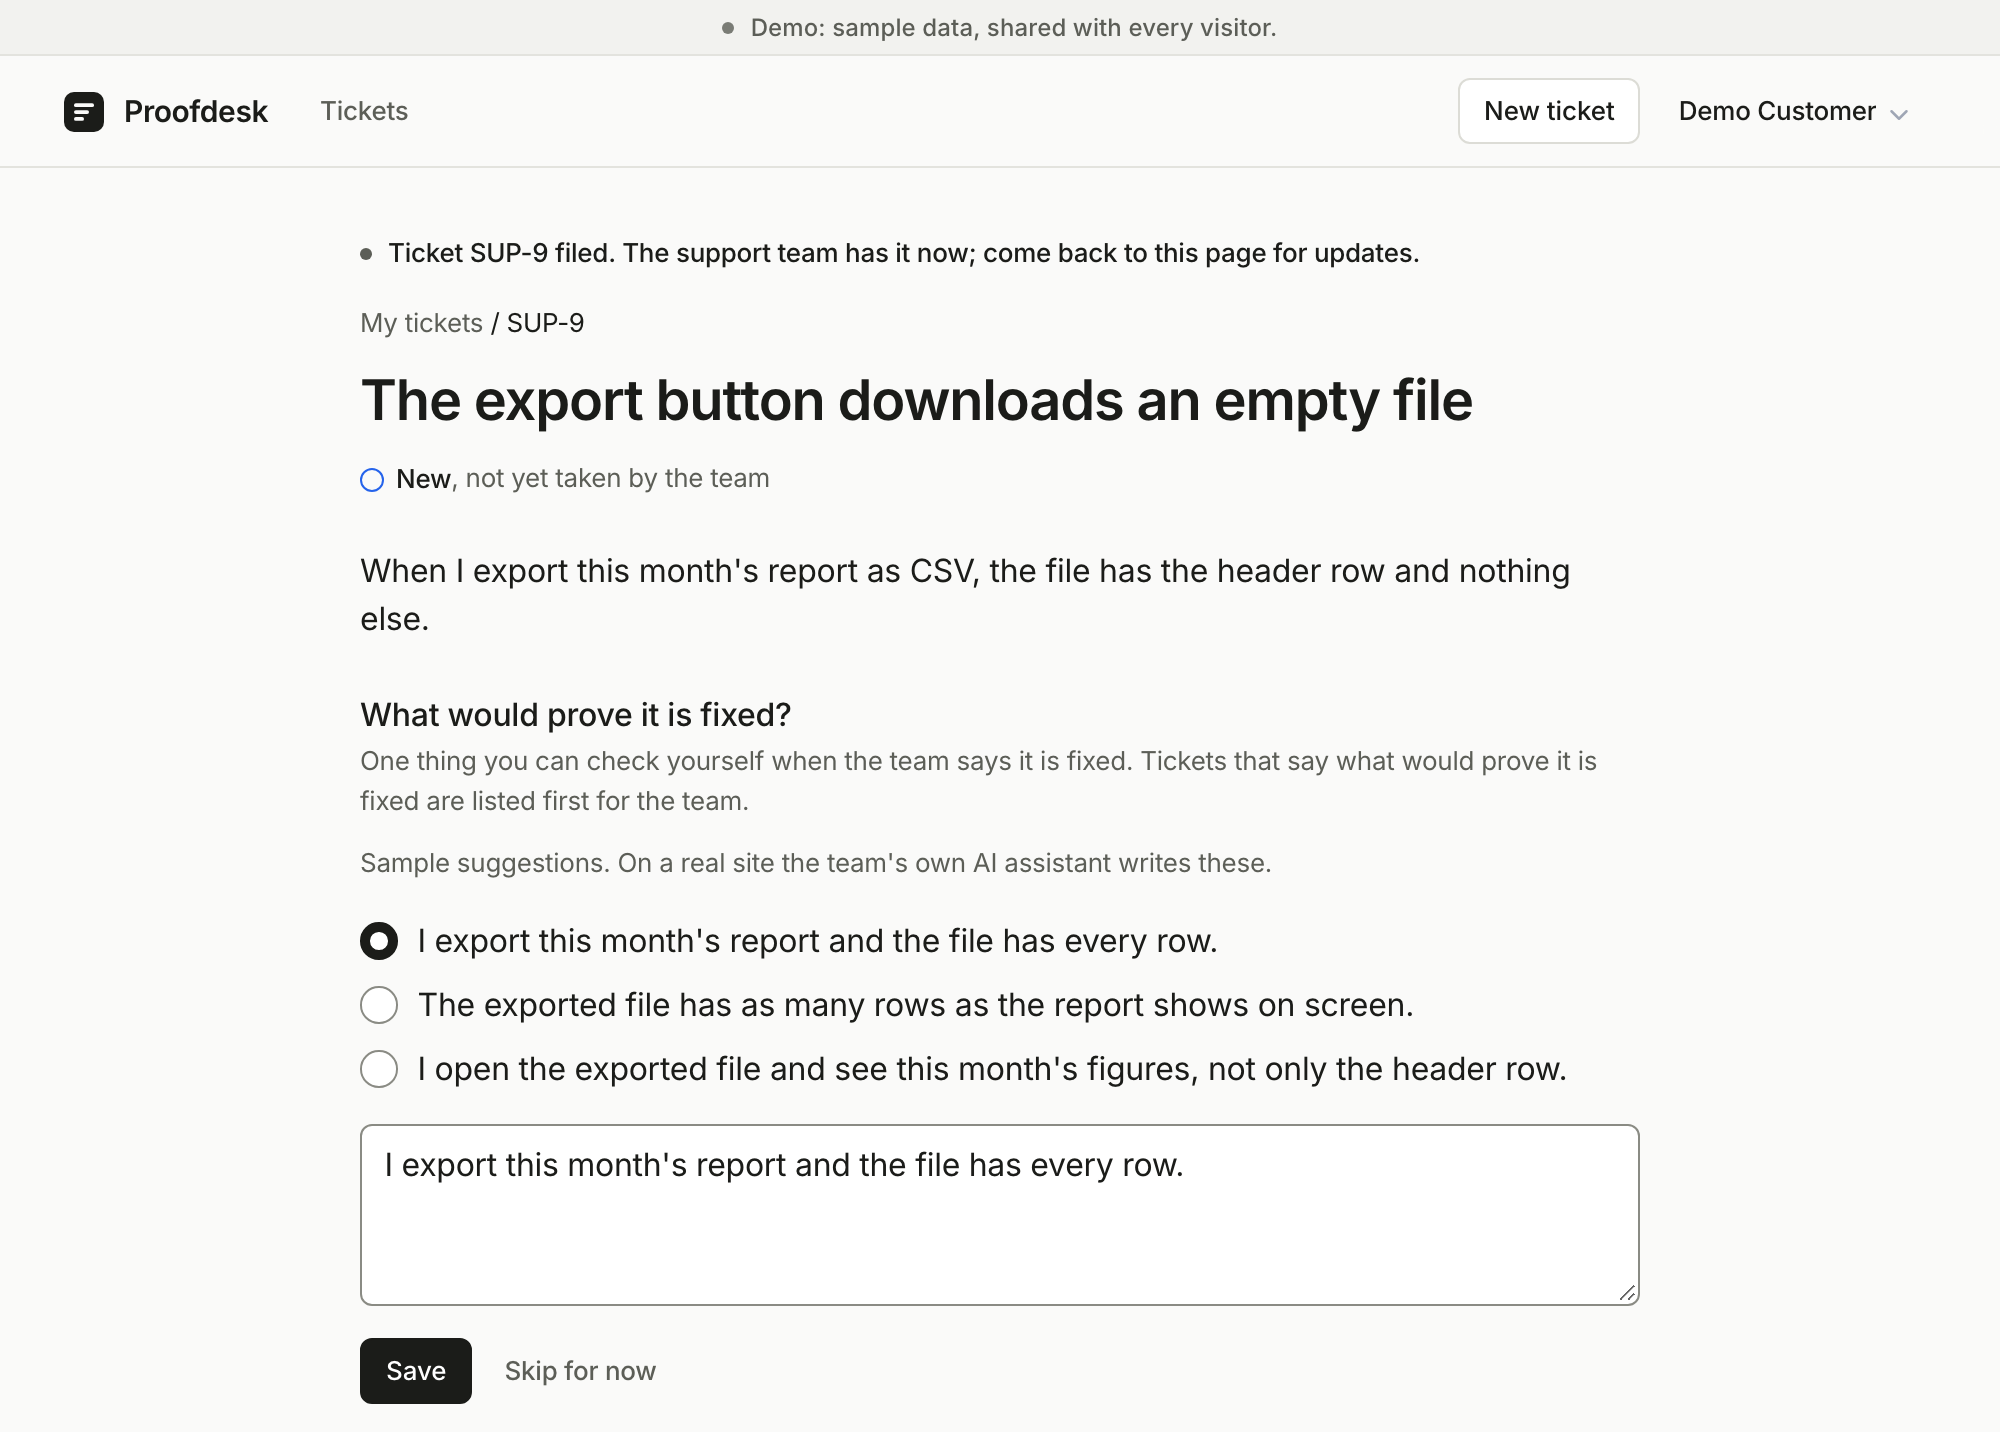 Demo: sample data, shared with every visitor.
Proofdesk
Tickets
New ticket
Demo Customer
Ticket SUP-9 filed. The support team has it now; come back to this page for updates.
My tickets / SUP-9
The export button downloads an empty file
New, not yet taken by the team
When I export this month's report as CSV, the file has the header row and nothing
else.
What would prove it is fixed?
One thing you can check yourself when the team says it is fixed. Tickets that say what would prove it is
fixed are listed first for the team.
Sample suggestions. On a real site the team's own AI assistant writes these.
I export this month's report and the file has every row.
The exported file has as many rows as the report shows on screen.
I open the exported file and see this month's figures, not only the header row.
I export this month's report and the file has every row.
Save
Skip for now